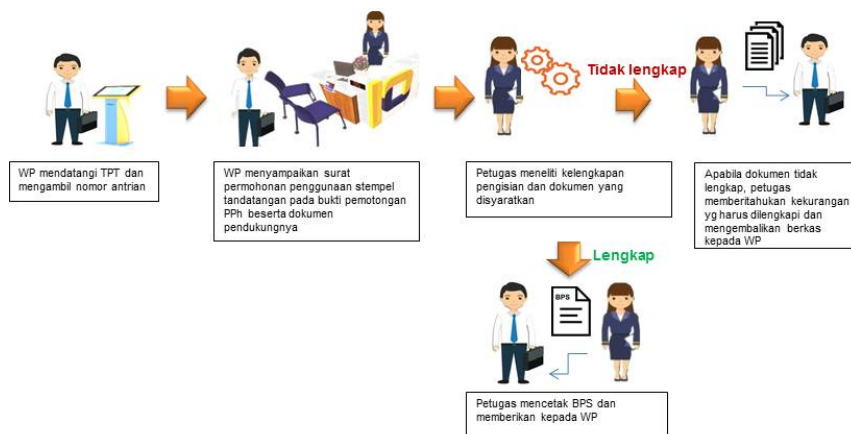 Tidak lengkap
WP mendatangi TPT dan
mengambil nomor antrian
WP menyampaikan surat
permohonan penggunaan stempel
tandatangan pada bukti pemotongan
PPh beserta dokumen
pendukungnya
Petugas meneliti kelengkapan
pengisian dan dokumen yang
disyaratkan
Apabila dokumen tidak
lengkap, petugas
memberitahukan kekurangan
yg harus dilengkapi dan
mengembalikan berkas
kepada WP
Lengkap
BPS
Petugas mencetak BPS dan
memberikan kepada WP